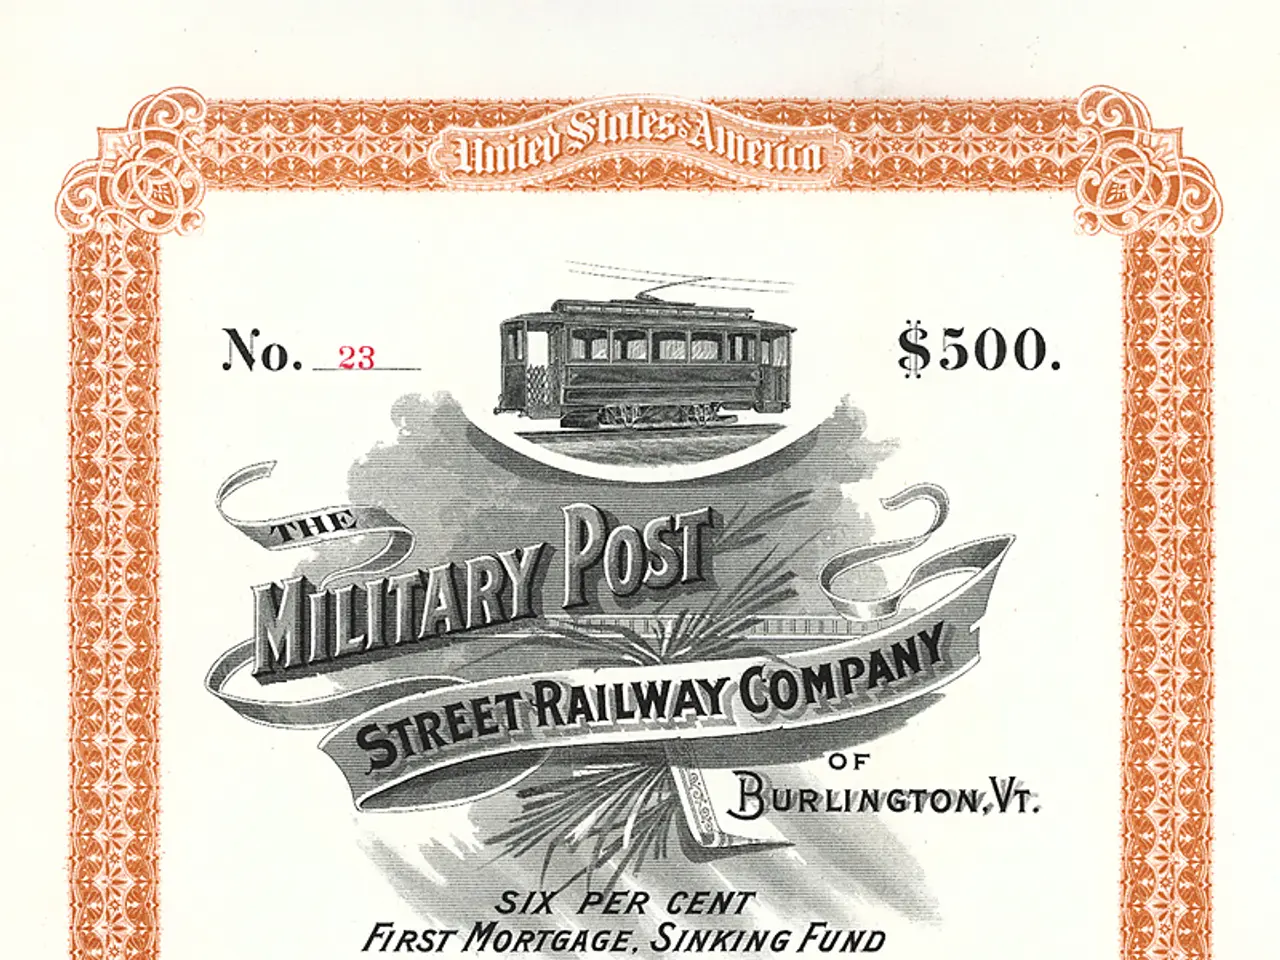 United States of America
No. 23
$500.
THE
MILITARY POST
STREET RAILWAY COMPANY
OF
BURLINGTON, VT.
SIX PER CENT
FIRST MORTGAGE, SINKING FUND